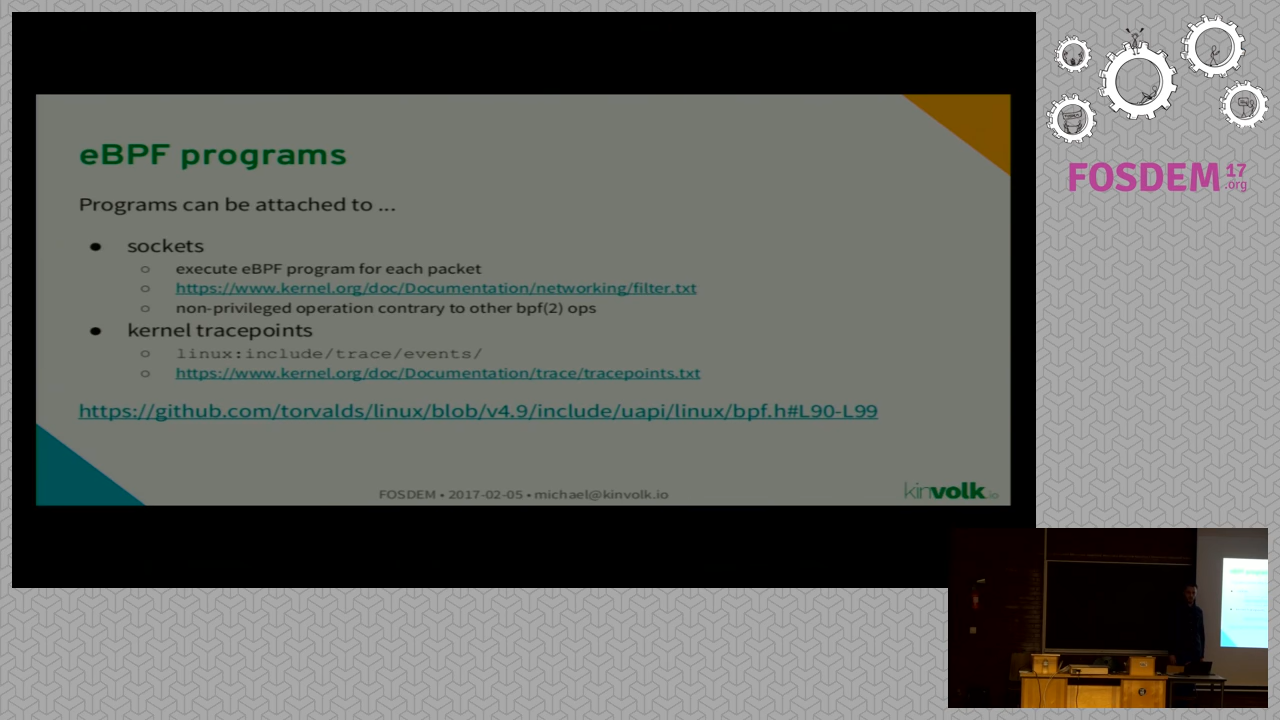 eBPF programs
Programs can be attached to ...
● sockets
○ execute eBPF program for each packet
○ https://www.kernel.org/doc/Documentation/networking/filter.txt
○ non-privileged operation contrary to other bpf(2) ops
● kernel tracepoints
○ linux:include/trace/events/
○ https://www.kernel.org/doc/Documentation/trace/tracepoints.txt
https://github.com/torvalds/linux/blob/v4.9/include/uapi/linux/bpf.h#L90-L99
FOSDEM • 2017-02-05 • michael@kinvolk.io
kinvolk.io
FOSDEM 17
.org